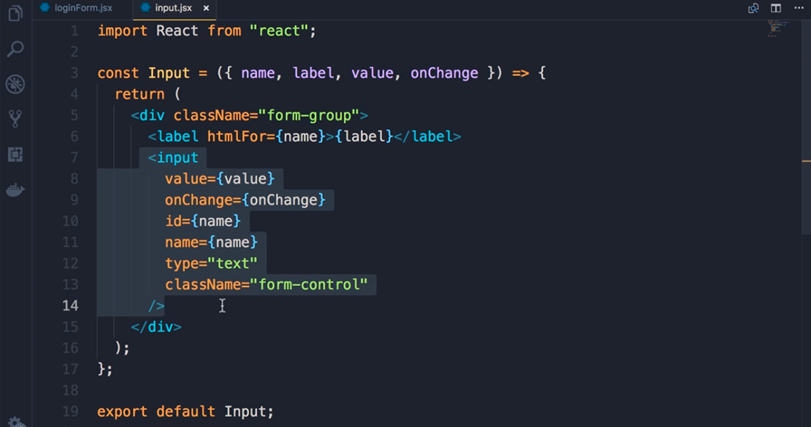 loginForm.jsx input.jsx ×
1 import React from "react";
2
3 const Input = ({ name, label, value, onChange }) => {
4 return (
5 <div className="form-group">
6 <label htmlFor={name}>{label}</label>
7 <input
8 value={value}
9 onChange={onChange}
10 id={name}
11 name={name}
12 type="text"
13 className="form-control"
14 />
15 </div>
16 );
17 };
18
19 export default Input;